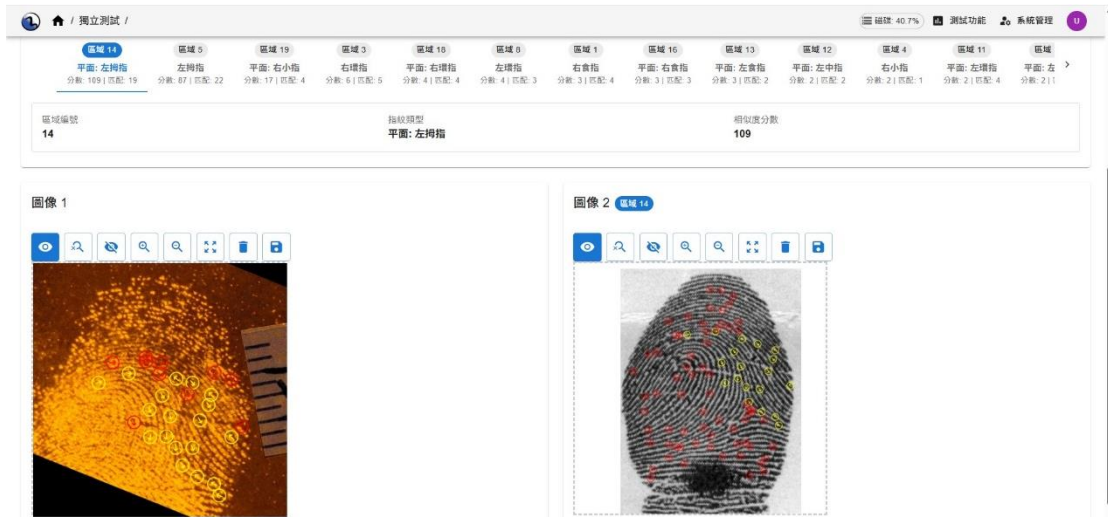 / 獨立測試 /
磁碟: 40.7%
測試功能
系統管理
U
區域 14
平面: 左拇指
分數: 109 | 匹配: 19
區域 5
左拇指
分數: 87 | 匹配: 22
區域 19
平面: 右小指
分數: 17 | 匹配: 4
區域 3
右環指
分數: 6 | 匹配: 5
區域 18
平面: 右環指
分數: 4 | 匹配: 4
區域 8
左環指
分數: 4 | 匹配: 3
區域 1
右食指
分數: 3 | 匹配: 4
區域 16
平面: 右食指
分數: 3 | 匹配: 3
區域 13
平面: 左食指
分數: 3 | 匹配: 2
區域 12
平面: 左中指
分數: 2 | 匹配: 2
區域 4
右小指
分數: 2 | 匹配: 1
區域 11
平面: 左環指
分數: 2 | 匹配: 4
區域
平面: 左
分數: 2 |
區域編號
14
指紋類型
平面: 左拇指
相似度分數
109
圖像 1
圖像 2
區域 14